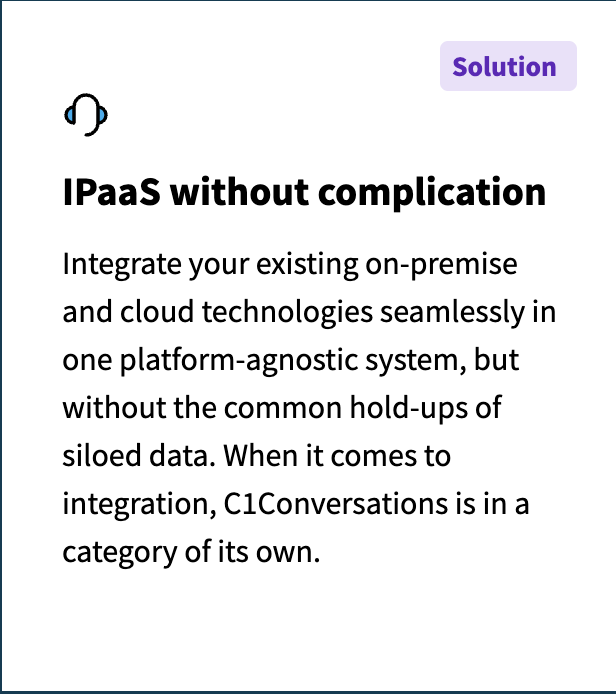 Solution
IPaaS without complication
Integrate your existing on-premise
and cloud technologies seamlessly in
one platform-agnostic system, but
without the common hold-ups of
siloed data. When it comes to
integration, C1Conversations is in a
category of its own.